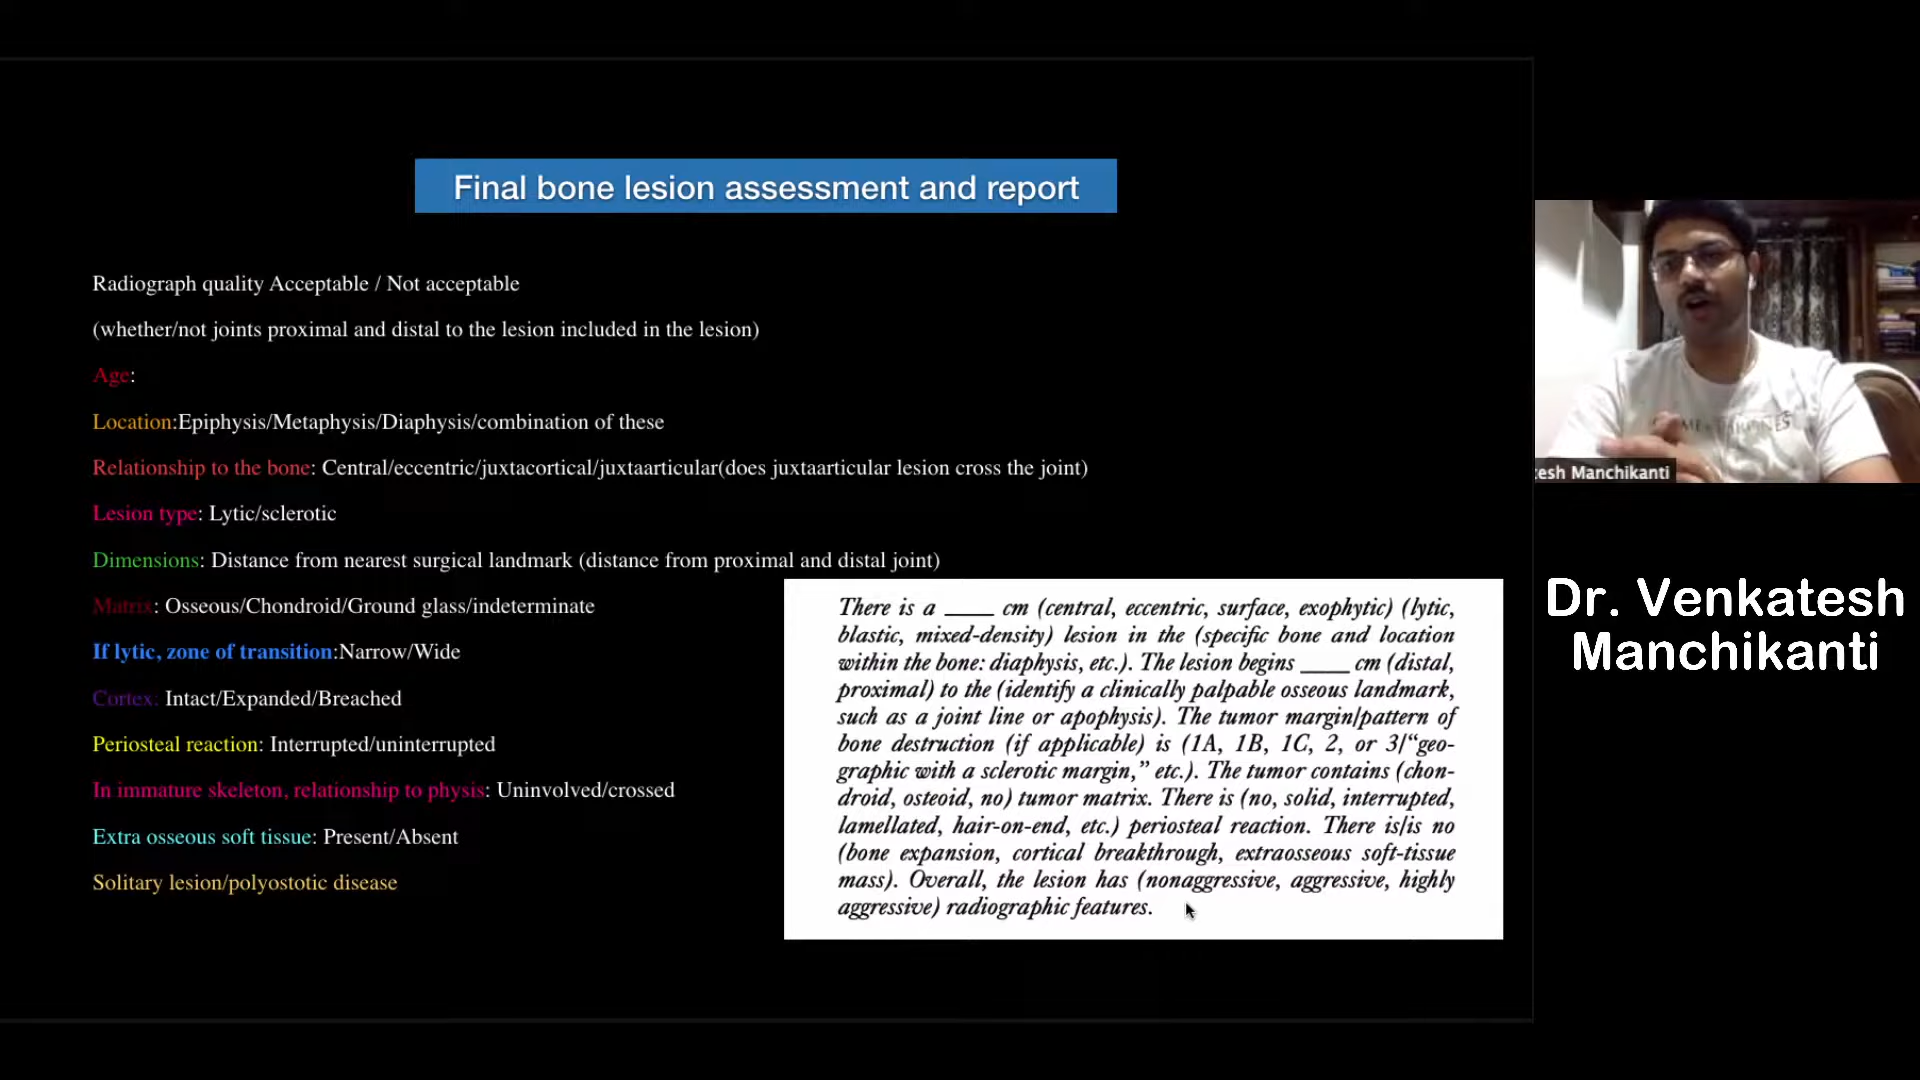 Final bone lesion assessment and report
Radiograph quality Acceptable / Not acceptable
(whether/not joints proximal and distal to the lesion included in the lesion)
Age:
Location:Epiphysis/Metaphysis/Diaphysis/combination of these
Relationship to the bone: Central/eccentric/juxtacortical/juxtaarticular(does juxtaarticular lesion cross the joint)
Lesion type: Lytic/sclerotic
Dimensions: Distance from nearest surgical landmark (distance from proximal and distal joint)
Matrix: Osseous/Chondroid/Ground glass/indeterminate
If lytic, zone of transition:Narrow/Wide
Cortex: Intact/Expanded/Breached
Periosteal reaction: Interrupted/uninterrupted
In immature skeleton, relationship to physis: Uninvolved/crossed
Extra osseous soft tissue: Present/Absent
Solitary lesion/polyostotic disease
There is a ____ cm (central, eccentric, surface, exophytic) (lytic,
blastic, mixed-density) lesion in the (specific bone and location
within the bone: diaphysis, etc.). The lesion begins ____ cm (distal,
proximal) to the (identify a clinically palpable osseous landmark,
such as a joint line or apophysis). The tumor margin/pattern of
bone destruction (if applicable) is (1A, 1B, 1C, 2, or 3/“geo-
graphic with a sclerotic margin,” etc.). The tumor contains (chon-
droid, osteoid, no) tumor matrix. There is (no, solid, interrupted,
lamellated, hair-on-end, etc.) periosteal reaction. There is/is no
(bone expansion, cortical breakthrough, extraosseous soft-tissue
mass). Overall, the lesion has (nonaggressive, aggressive, highly
aggressive) radiographic features.
esh Manchikanti
Dr. Venkatesh
Manchikanti